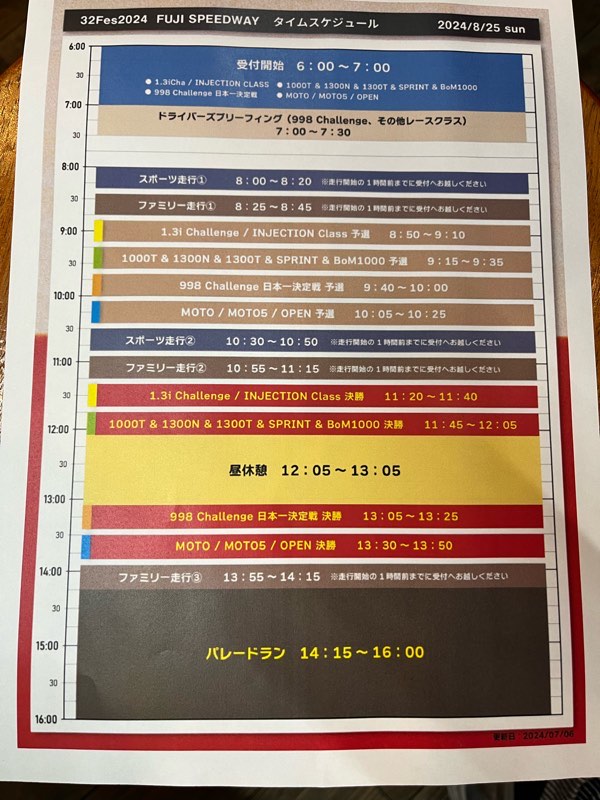 32Fes2024 FUJI SPEEDWAY タイムスケジュール 2024/8/25 sun
6:00
受付開始 6:00～7:00
30
● 1.3iCha / INJECTION CLASS ● 1000T & 1300N & 1300T & SPRINT & BoM1000
● 998 Challenge 日本一決定戦 ● MOTO / MOTO5 / OPEN
7:00
ドライバーズブリーフィング（998 Challenge、その他レースクラス）
7:00～7:30
30
8:00
スポーツ走行① 8:00～8:20 ※走行開始の1時間前までに受付へお越しください
30
ファミリー走行① 8:25～8:45 ※走行開始の1時間前までに受付へお越しください
9:00
1.3i Challenge / INJECTION Class 予選 8:50～9:10
30
1000T & 1300N & 1300T & SPRINT & BoM1000 予選 9:15～9:35
998 Challenge 日本一決定戦 予選 9:40～10:00
10:00
MOTO / MOTO5 / OPEN 予選 10:05～10:25
30
スポーツ走行② 10:30～10:50 ※走行開始の1時間前までに受付へお越しください
11:00
ファミリー走行② 10:55～11:15 ※走行開始の1時間前までに受付へお越しください
30
1.3i Challenge / INJECTION Class 決勝 11:20～11:40
12:00
1000T & 1300N & 1300T & SPRINT & BoM1000 決勝 11:45～12:05
30
昼休憩 12:05～13:05
13:00
998 Challenge 日本一決定戦 決勝 13:05～13:25
30
MOTO / MOTO5 / OPEN 決勝 13:30～13:50
14:00
ファミリー走行③ 13:55～14:15 ※走行開始の1時間前までに受付へお越しください
30
15:00
パレードラン 14:15～16:00
30
16:00
更新日 2024/07/06